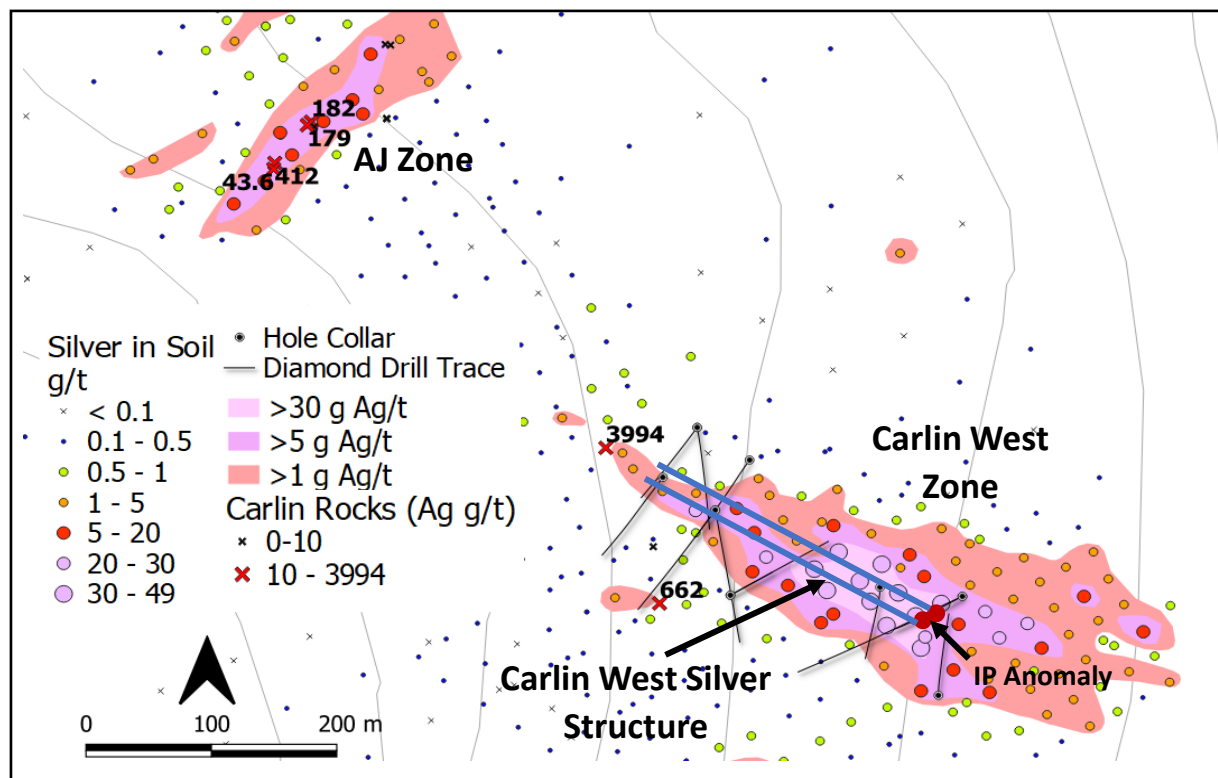 182
179
AJ Zone
412
43.6
Silver in Soil
g/t
< 0.1
0.1 - 0.5
0.5 - 1
1 - 5
5 - 20
20 - 30
30 - 49
Hole Collar
Diamond Drill Trace
>30 g Ag/t
>5 g Ag/t
>1 g Ag/t
Carlin Rocks (Ag g/t)
0-10
10 - 3994
3994
Carlin West
Zone
662
Carlin West Silver
Structure
IP Anomaly
0 100 200 m